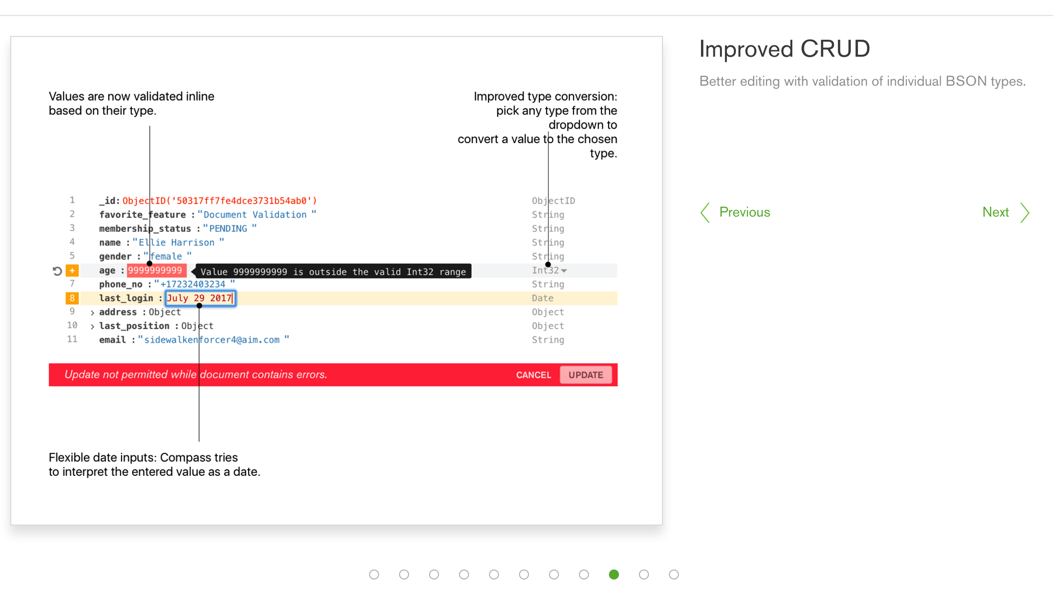 Improved CRUD
Better editing with validation of individual BSON types.
Previous
Next
Values are now validated inline
based on their type.
Improved type conversion:
pick any type from the
dropdown to
convert a value to the chosen
type.
1 _id: ObjectID('50317ff7fe4dce3731b54ab0') ObjectID
2 favorite_feature : "Document Validation " String
3 membership_status : "PENDING " String
4 name : "Ellie Harrison " String
5 gender : "female " String
+ age : 9999999999 Value 9999999999 is outside the valid Int32 range Int32
7 phone_no : "+17232403234 " String
8 last_login : July 29 2017 Date
9 > address : Object Object
10 > last_position : Object Object
11 email : "sidewalkenforcer4@aim.com " String
Update not permitted while document contains errors. CANCEL UPDATE
Flexible date inputs: Compass tries
to interpret the entered value as a date.